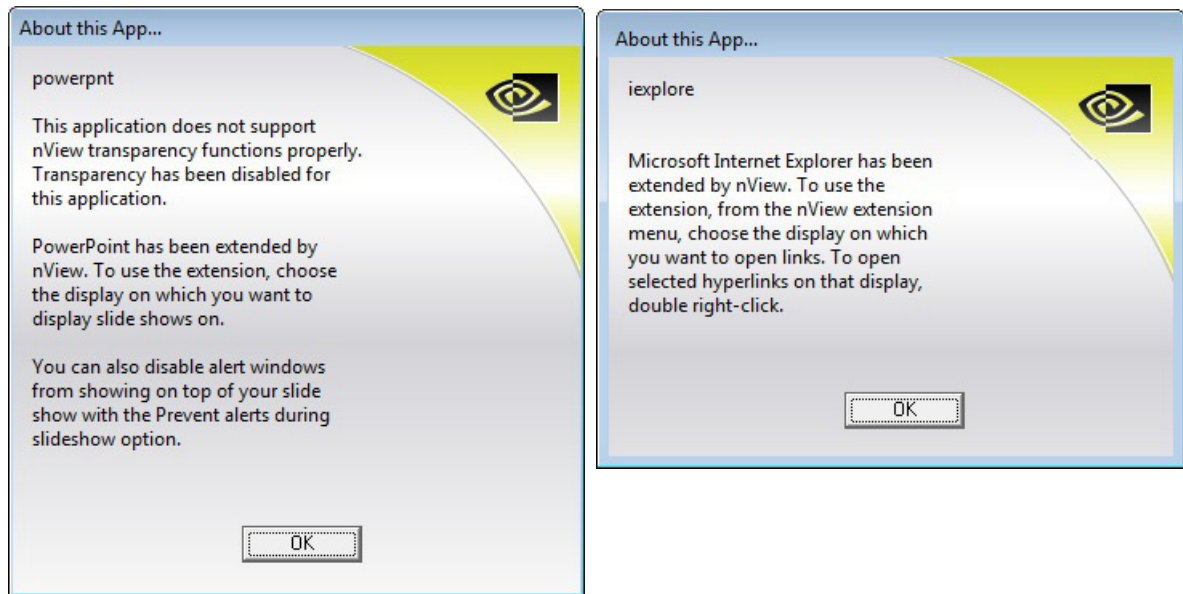 About this App...
powerpnt
This application does not support
nView transparency functions properly.
Transparency has been disabled for
this application.
PowerPoint has been extended by
nView. To use the extension, choose
the display on which you want to
display slide shows on.
You can also disable alert windows
from showing on top of your slide
show with the Prevent alerts during
slideshow option.
OK
About this App...
iexplore
Microsoft Internet Explorer has been
extended by nView. To use the
extension, from the nView extension
menu, choose the display on which
you want to open links. To open
selected hyperlinks on that display,
double right-click.
OK